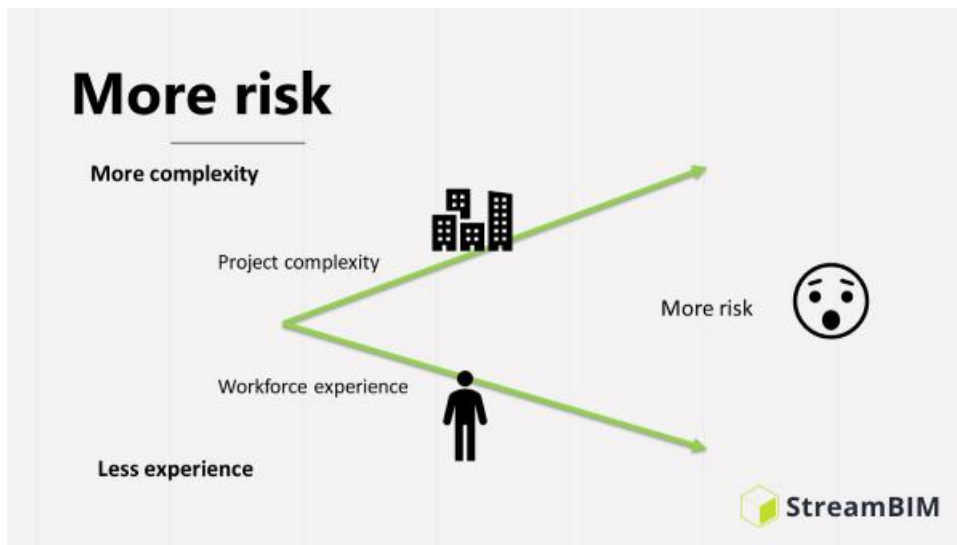 More risk
More complexity
Project complexity
More risk
Workforce experience
Less experience
StreamBIM